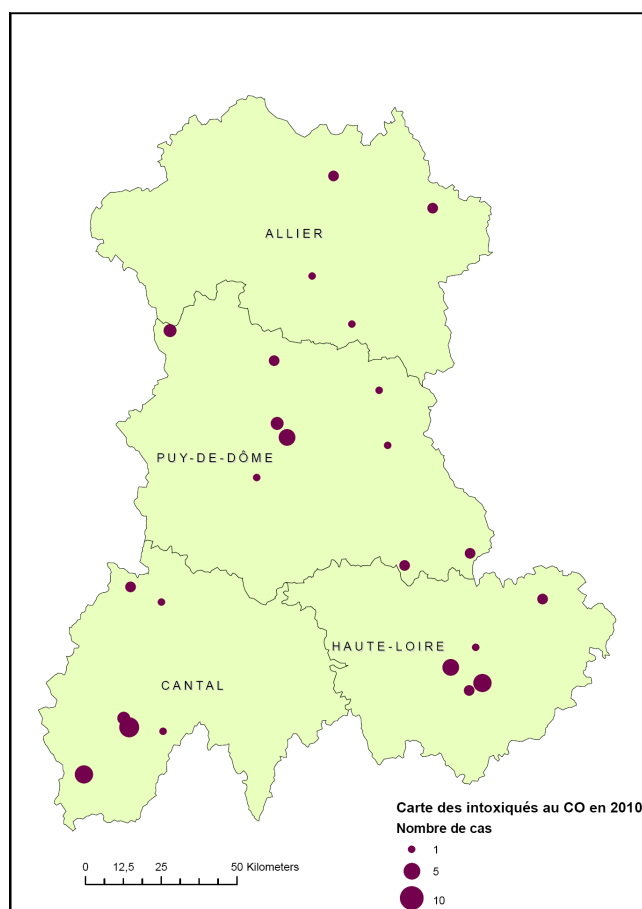 ALLIER
PUY-DE-DÔME
HAUTE-LOIRE
CANTAL
Carte des intoxiqués au CO en 2010
Nombre de cas
1
5
10
0 12,5 25 50 Kilometers